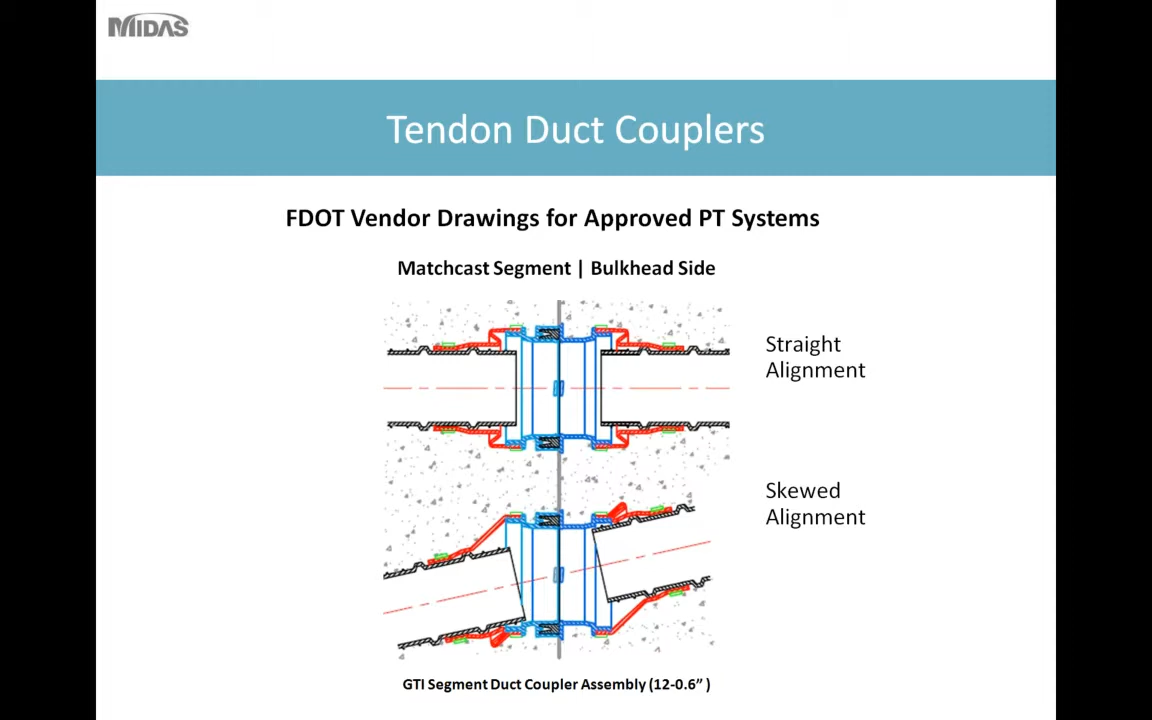 MIDAS
Tendon Duct Couplers
FDOT Vendor Drawings for Approved PT Systems
Matchcast Segment | Bulkhead Side
Straight
Alignment
Skewed
Alignment
GTI Segment Duct Coupler Assembly (12-0.6” )